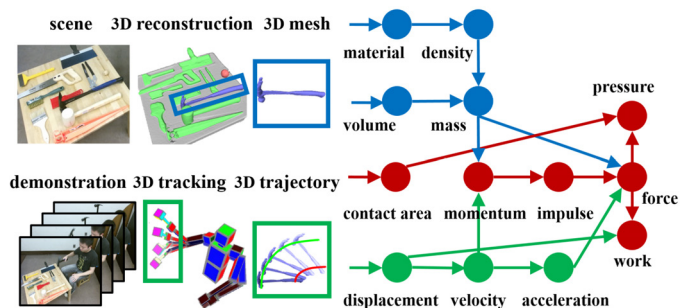 scene 3D reconstruction 3D mesh
material density
volume mass pressure
demonstration 3D tracking 3D trajectory
contact area momentum impulse force
work
displacement velocity acceleration